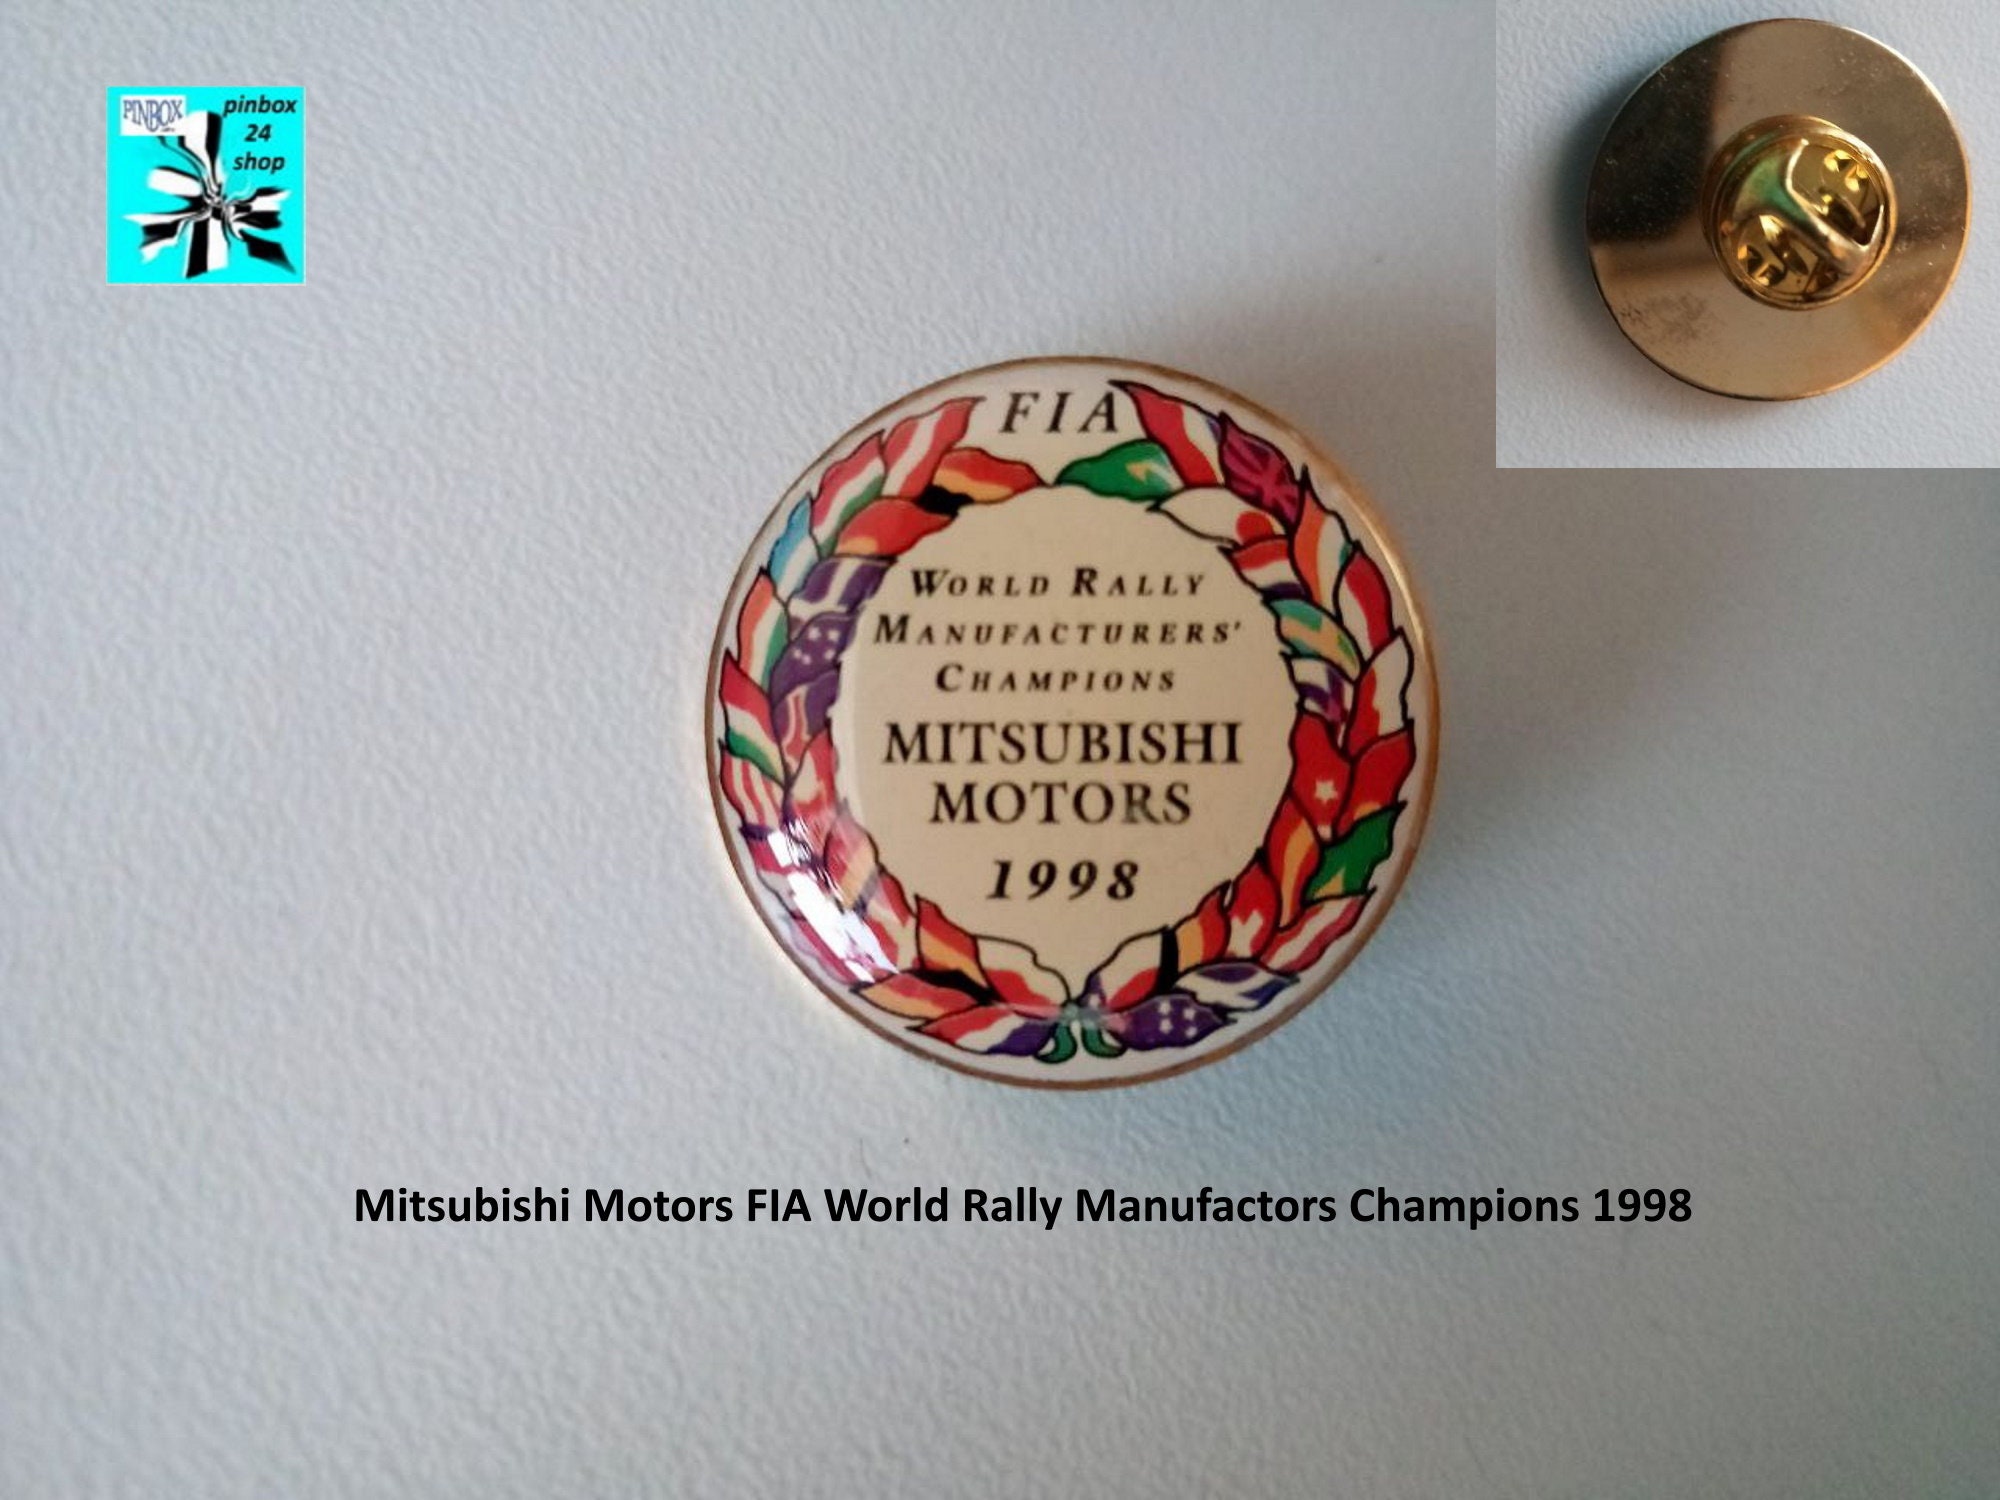 PINBOX
pinbox
24
shop
FIA
WORLD RALLY
MANUFACTURERS'
CHAMPIONS
MITSUBISHI
MOTORS
1998
Mitsubishi Motors FIA World Rally Manufactors Champions 1998